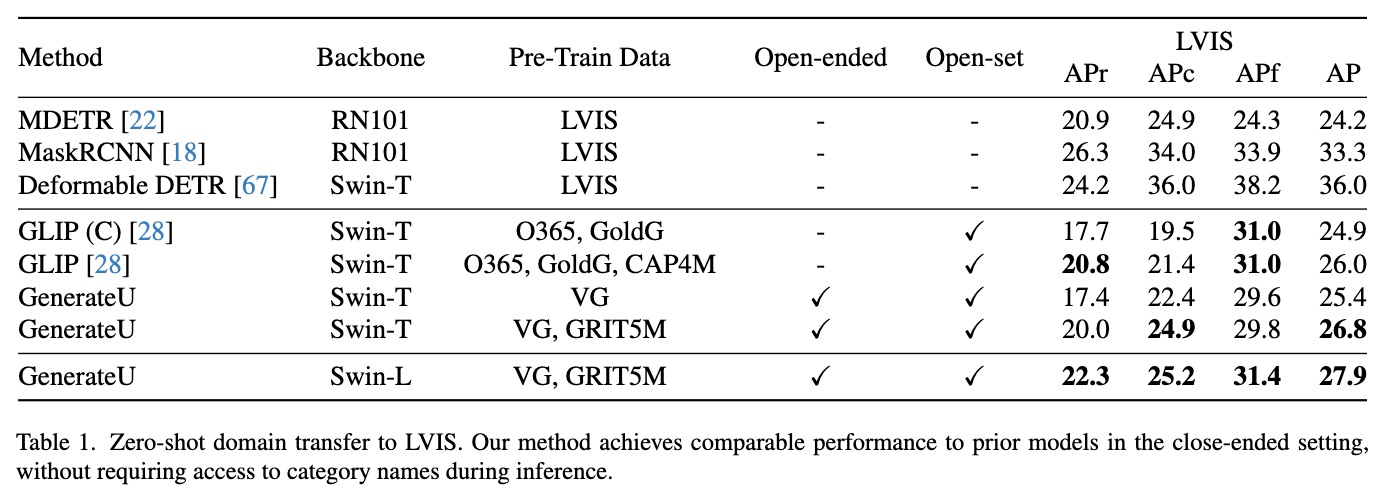 LVIS
Method Backbone Pre-Train Data Open-ended Open-set APr APc APf AP
MDETR [22] RN101 LVIS - - 20.9 24.9 24.3 24.2
MaskRCNN [18] RN101 LVIS - - 26.3 34.0 33.9 33.3
Deformable DETR [67] Swin-T LVIS - - 24.2 36.0 38.2 36.0
GLIP (C) [28] Swin-T O365, GoldG - ✓ 17.7 19.5 31.0 24.9
GLIP [28] Swin-T O365, GoldG, CAP4M - ✓ 20.8 21.4 31.0 26.0
GenerateU Swin-T VG ✓ ✓ 17.4 22.4 29.6 25.4
GenerateU Swin-T VG, GRIT5M ✓ ✓ 20.0 24.9 29.8 26.8
GenerateU Swin-L VG, GRIT5M ✓ ✓ 22.3 25.2 31.4 27.9
Table 1. Zero-shot domain transfer to LVIS. Our method achieves comparable performance to prior models in the close-ended setting,
without requiring access to category names during inference.